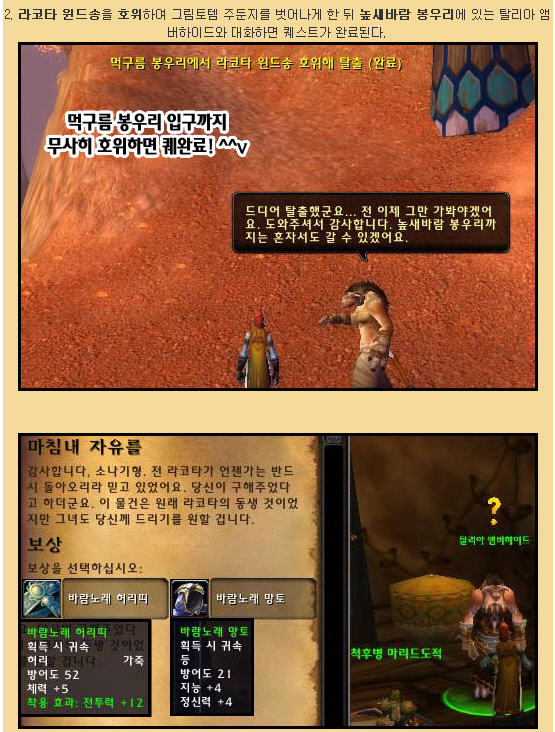 2. 라코타 윈드송을 호위하여 그림토템 주둔지를 벗어나게 한 뒤 높새바람 봉우리에 있는 탈리아 앰
버하이드와 대화하면 퀘스트가 완료된다.
먹구름 봉우리에서 라코타 윈드송 호위해 탈출 (완료)
먹구름 봉우리 입구까지
무사히 호위하면 퀘완료! ^^v
드디어 탈출했군요... 전 이제 그만 가봐야겠어
요. 도와주셔서 감사합니다. 높새바람 봉우리까
지는 혼자서도 갈 수 있겠어요.
마침내 자유를
감사합니다, 소나기형. 전 라코타가 언젠가는 반드
시 돌아오리라 믿고 있었어요. 당신이 구해주었다
고 하더군요. 이 물건은 원래 라코타의 동생 것이었
지만 그녀도 당신께 드리기를 원할 겁니다.
보상
보상을 선택하십시오:
바람노래 허리띠
바람노래 망토
바람노래 허리띠
획득 시 귀속
허리 가죽
방어도 52
체력 +5
착용 효과: 전투력 +12
바람노래 망토
획득 시 귀속
등
방어도 21
지능 +4
정신력 +4
탈리아 앰버하이드
척후병 마리드도적